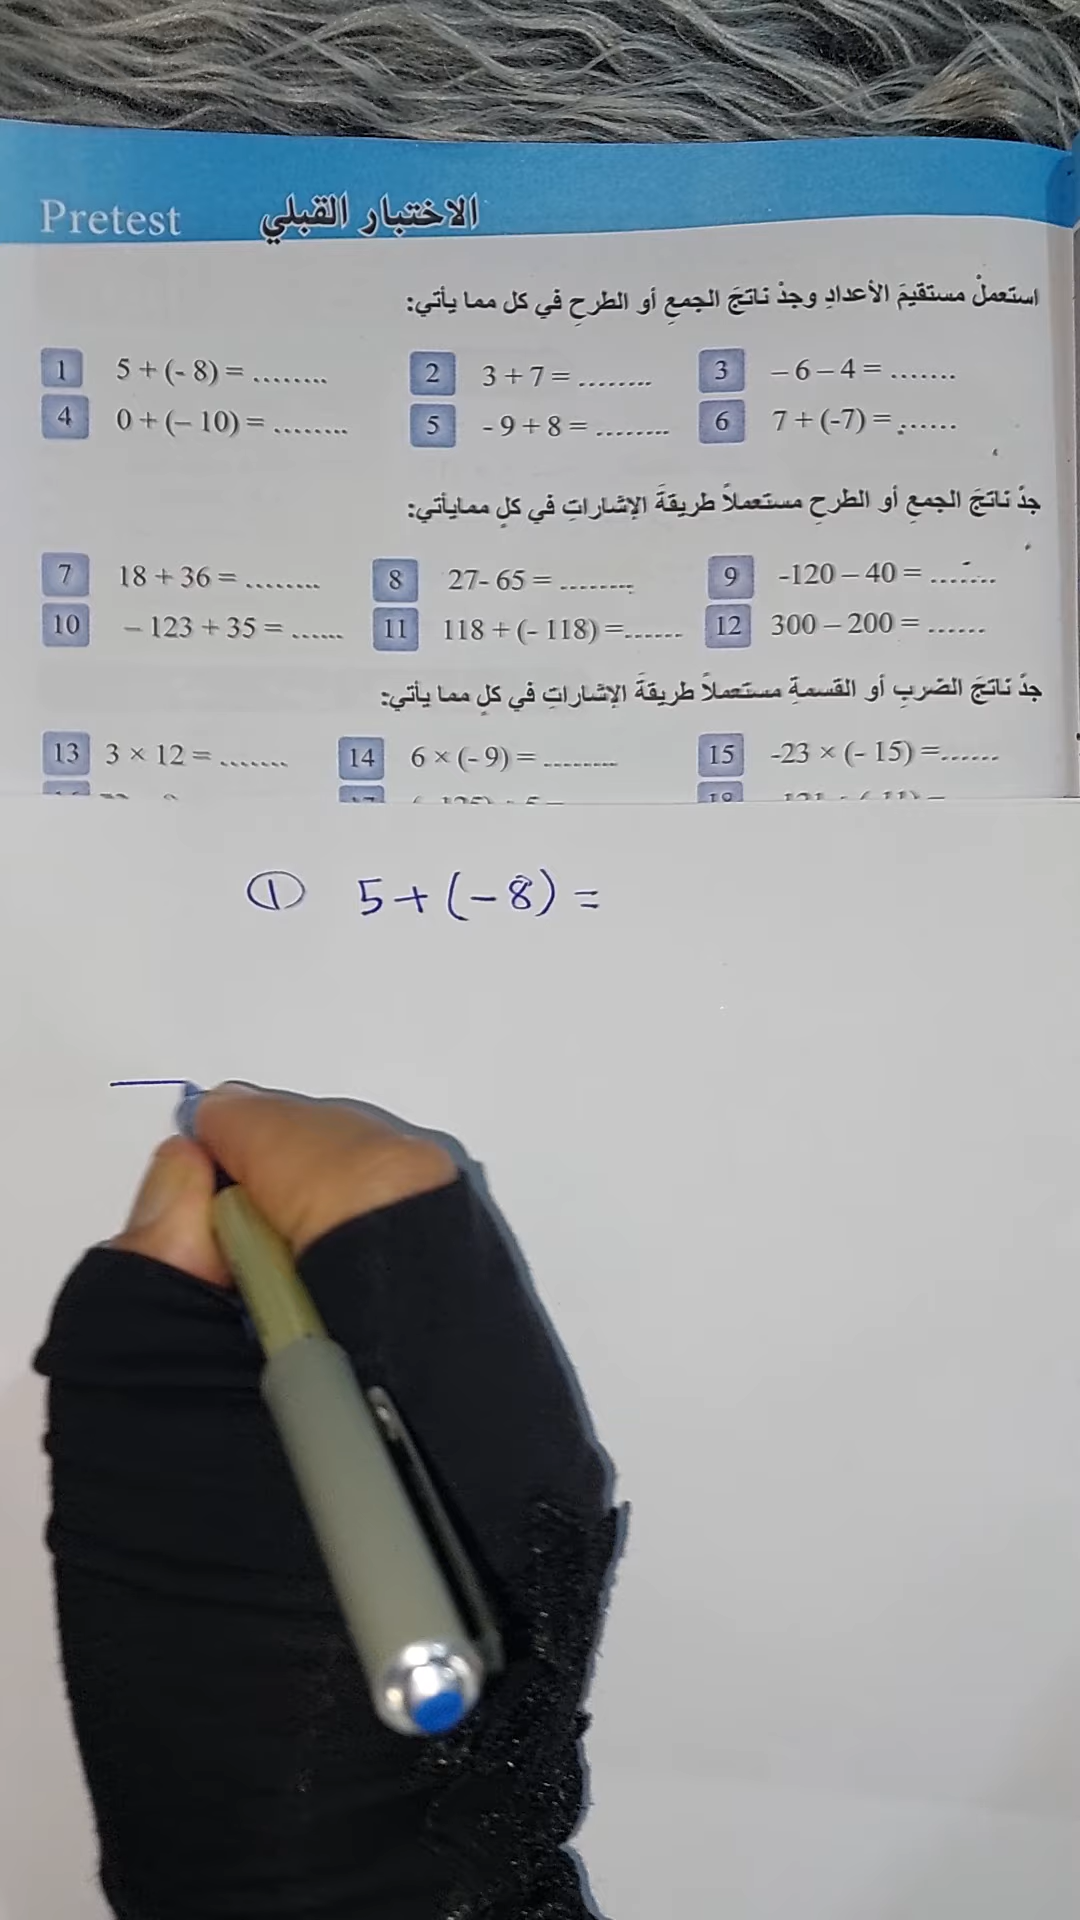 Pretest الاختبار القبلي
استعملْ مستقيمَ الأعدادِ وجدْ ناتجَ الجمعِ أو الطرحِ في كل مما يأتي:
1 5 + (- 8) = ........ 2 3 + 7 = ........ 3 – 6 – 4 = .......
4 0 + (– 10) = ........ 5 - 9 + 8 = ........ 6 7 + (-7) = .......
جدْ ناتجَ الجمعِ أو الطرحِ مستعملاً طريقةَ الإشاراتِ في كلٍ ممايأتي:
7 18 + 36 = ........ 8 27- 65 = ........ 9 -120 – 40 = .......
10 – 123 + 35 = ...... 11 118 + (- 118) =...... 12 300 – 200 = ......
جدْ ناتجَ الضربِ أو القسمةِ مستعملاً طريقةَ الإشاراتِ في كلٍ مما يأتي:
13 3 × 12 = ....... 14 6 × (- 9) = ........ 15 -23 × (- 15) =......
① 5 + (-8) =